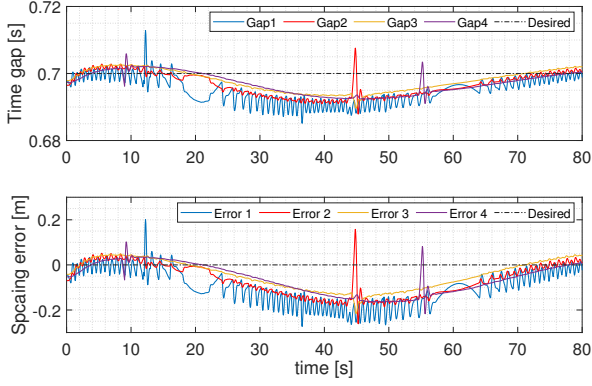 0.72
Gap1 Gap2 Gap3 Gap4 Desired
Time gap [s]
0.7
0.68
0 10 20 30 40 50 60 70 80
Error 1 Error 2 Error 3 Error 4 Desired
Spcaing error [m]
0.2
0
-0.2
0 10 20 30 40 50 60 70 80
time [s]